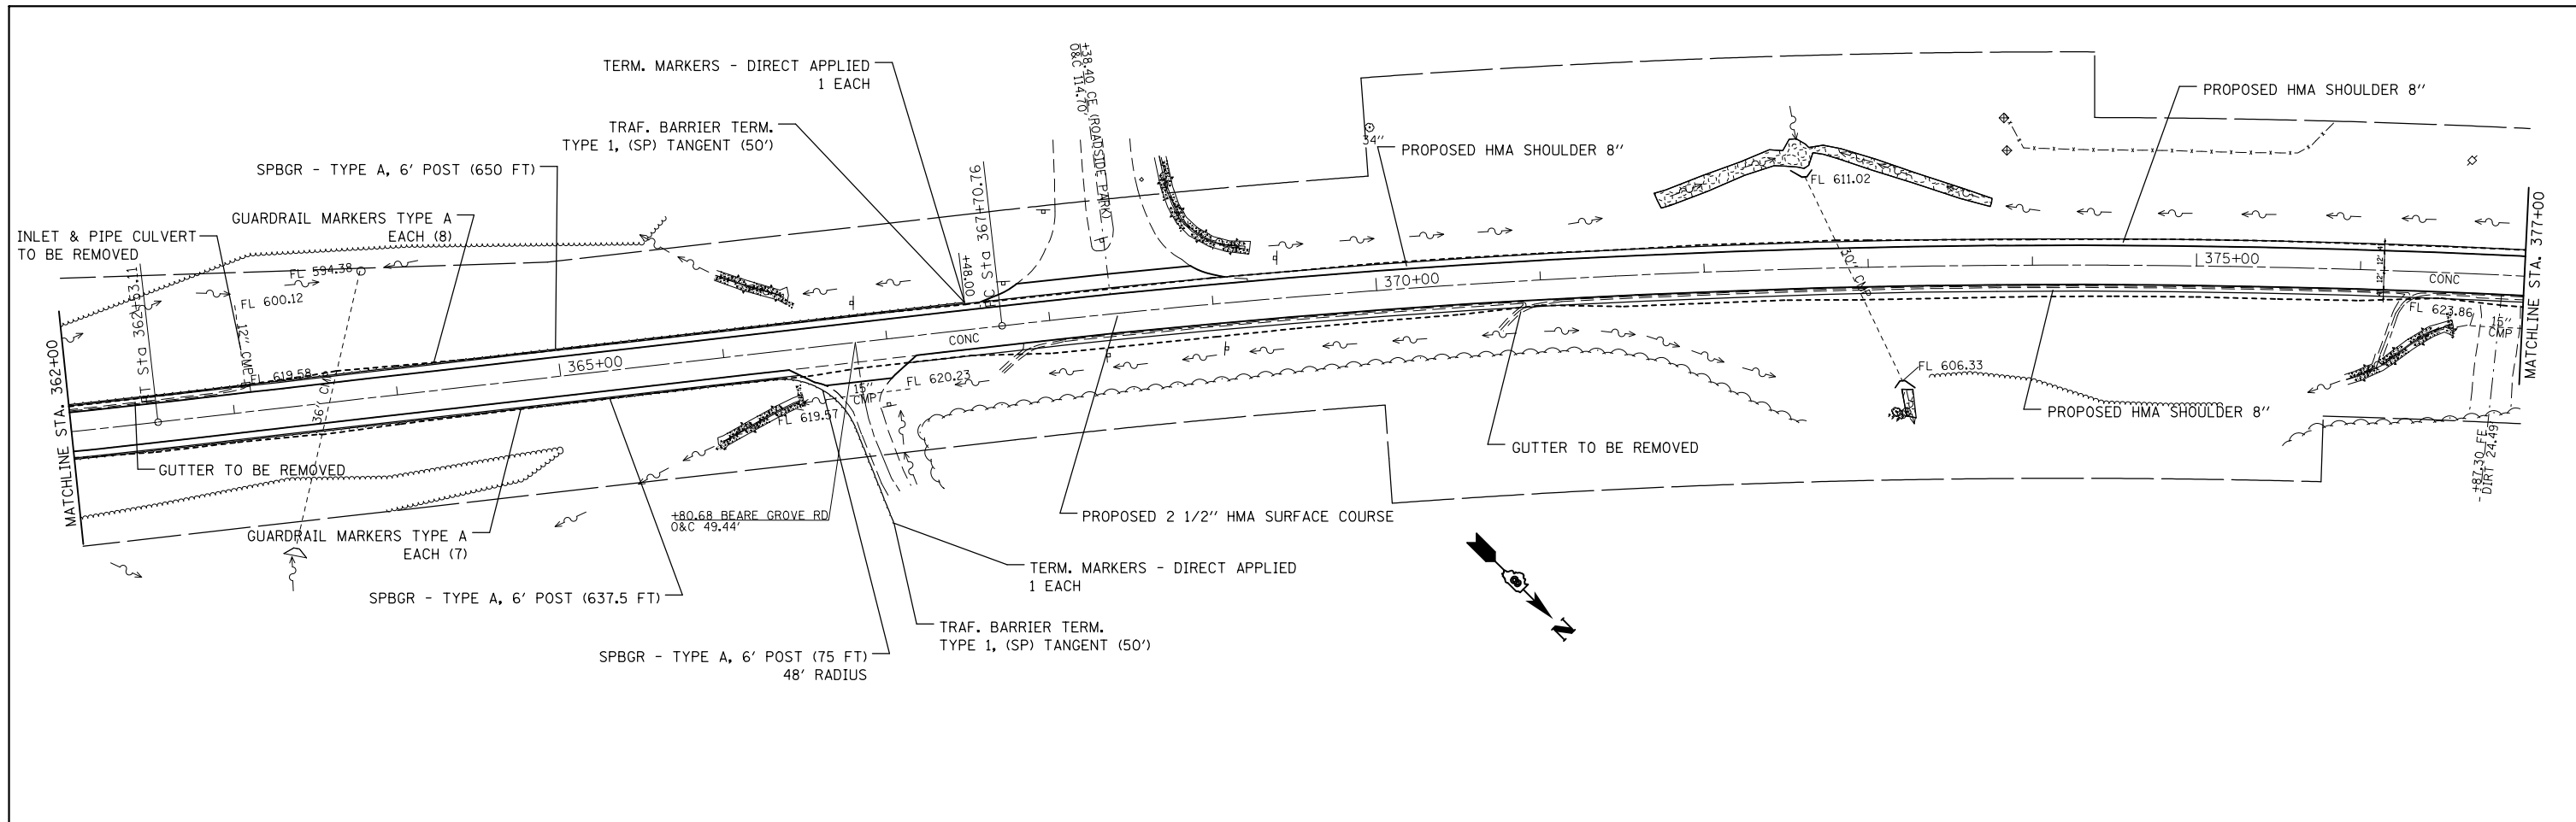 TERM. MARKERS - DIRECT APPLIED
1 EACH
TRAF. BARRIER TERM.
TYPE 1, (SP) TANGENT (50')
SPBGR - TYPE A, 6' POST (650 FT)
GUARDRAIL MARKERS TYPE A
EACH (8)
INLET & PIPE CULVERT
TO BE REMOVED
+38.40 CE (ROADSIDE PARK)
O&C 114.70'
34"
PROPOSED HMA SHOULDER 8"
PROPOSED HMA SHOULDER 8"
FL 611.02
30" CMP
FL 606.33
FL 594.38
FL 600.12
12" CMP
FL 619.58
36"
+48.00
367+70.76
365+00
370+00
375+00
CONC
CONC
12' 12'
MATCHLINE STA. 362+00
MATCHLINE STA. 377+00
FL 623.86
15"
CMP
+87.30 FE
DIRT 24.49'
15"
CMP
FL 620.23
FL 619.57
GUTTER TO BE REMOVED
GUTTER TO BE REMOVED
PROPOSED HMA SHOULDER 8"
+80.68 BEARE GROVE RD
O&C 49.44'
PROPOSED 2 1/2" HMA SURFACE COURSE
GUARDRAIL MARKERS TYPE A
EACH (7)
SPBGR - TYPE A, 6' POST (637.5 FT)
TERM. MARKERS - DIRECT APPLIED
1 EACH
TRAF. BARRIER TERM.
TYPE 1, (SP) TANGENT (50')
SPBGR - TYPE A, 6' POST (75 FT)
48' RADIUS
N